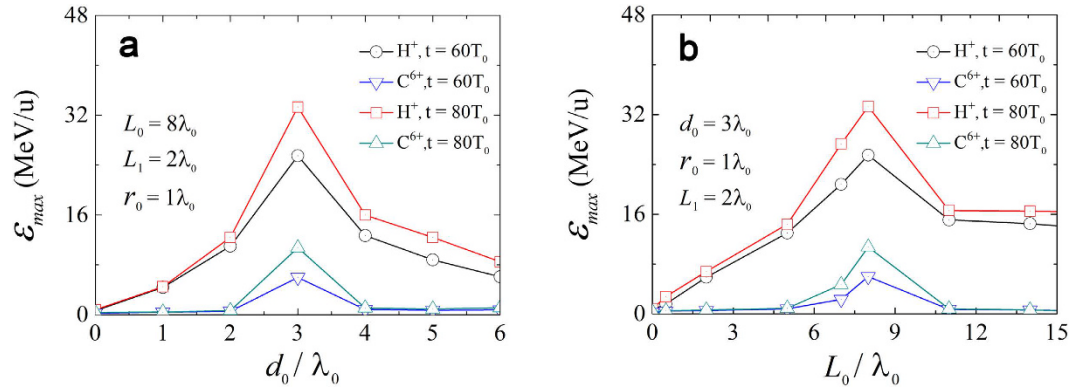 a
48
32
16
0
ε_max (MeV/u)
H⁺, t = 60T₀
C⁶⁺, t = 60T₀
H⁺, t = 80T₀
C⁶⁺, t = 80T₀
L₀ = 8λ₀
L₁ = 2λ₀
r₀ = 1λ₀
0 1 2 3 4 5 6
d₀ / λ₀
b
48
32
16
0
ε_max (MeV/u)
H⁺, t = 60T₀
C⁶⁺, t = 60T₀
H⁺, t = 80T₀
C⁶⁺, t = 80T₀
d₀ = 3λ₀
r₀ = 1λ₀
L₁ = 2λ₀
0 3 6 9 12 15
L₀ / λ₀